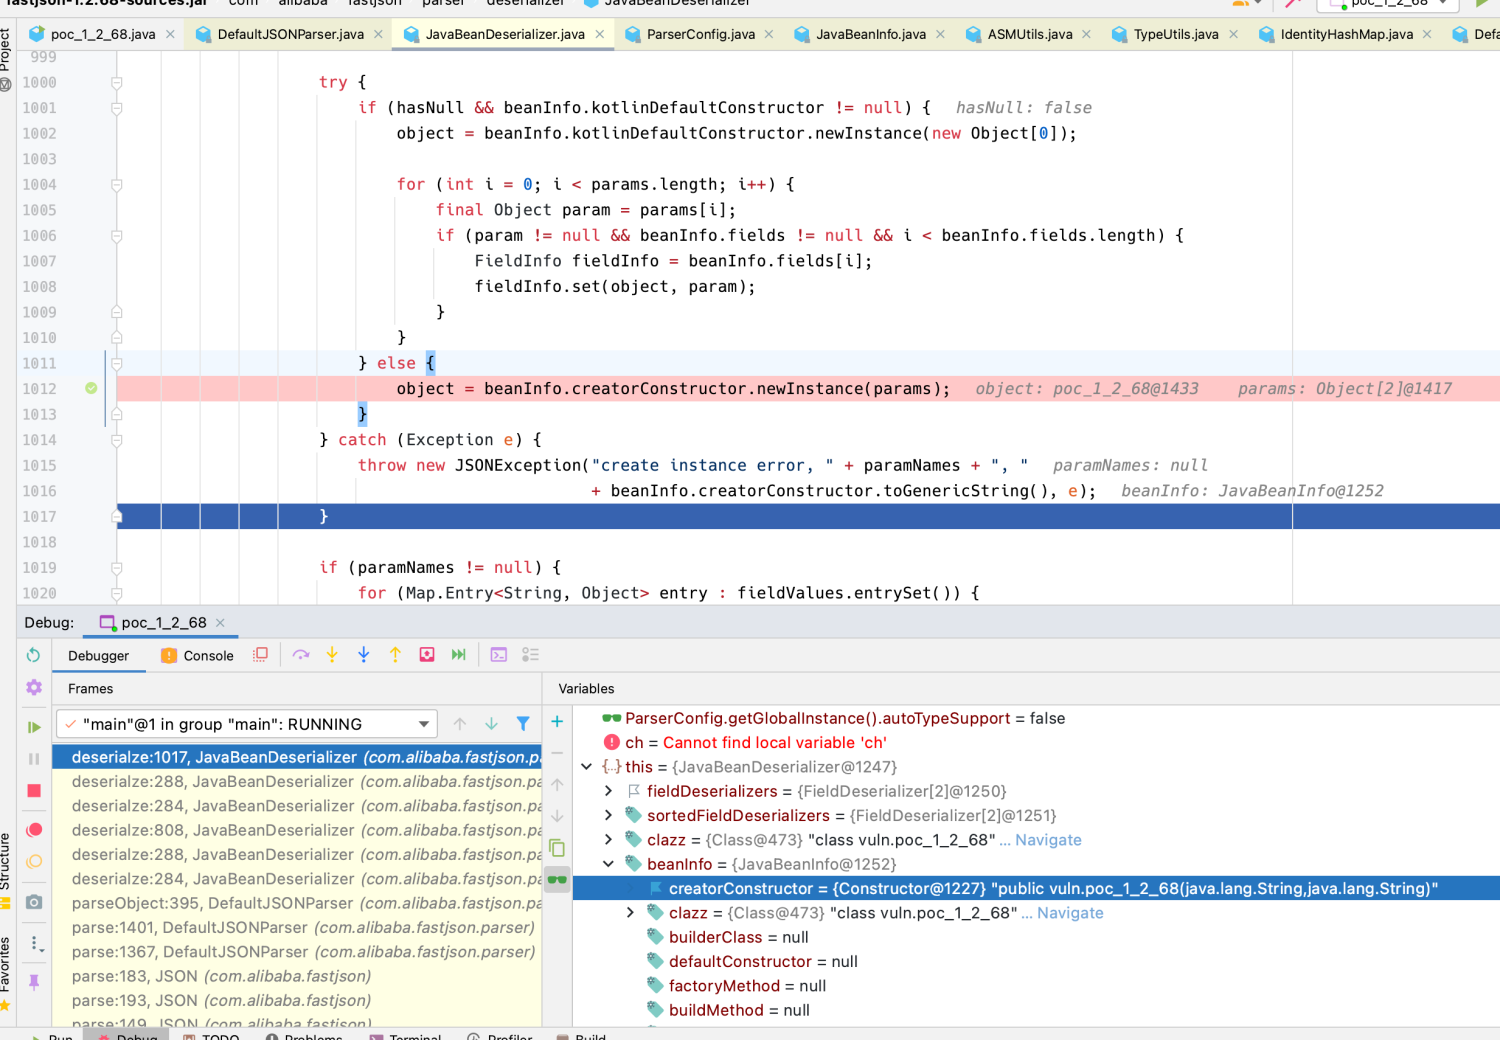 fastjson-1.2.68-sources.jar com alibaba fastjson parser deserializer JavaBeanDeserializer poc_1_2_68
poc_1_2_68.java DefaultJSONParser.java JavaBeanDeserializer.java ParserConfig.java JavaBeanInfo.java ASMUtils.java TypeUtils.java IdentityHashMap.java Defa
Project
999
1000 try {
1001 if (hasNull && beanInfo.kotlinDefaultConstructor != null) { hasNull: false
1002 object = beanInfo.kotlinDefaultConstructor.newInstance(new Object[0]);
1003
1004 for (int i = 0; i < params.length; i++) {
1005 final Object param = params[i];
1006 if (param != null && beanInfo.fields != null && i < beanInfo.fields.length) {
1007 FieldInfo fieldInfo = beanInfo.fields[i];
1008 fieldInfo.set(object, param);
1009 }
1010 }
1011 } else {
1012 object = beanInfo.creatorConstructor.newInstance(params); object: poc_1_2_68@1433 params: Object[2]@1417
1013 }
1014 } catch (Exception e) {
1015 throw new JSONException("create instance error, " + paramNames + ", " paramNames: null
1016 + beanInfo.creatorConstructor.toGenericString(), e); beanInfo: JavaBeanInfo@1252
1017 }
1018
1019 if (paramNames != null) {
1020 for (Map.Entry<String, Object> entry : fieldValues.entrySet()) {
Debug: poc_1_2_68
Debugger Console
Frames
"main"@1 in group "main": RUNNING
deserialze:1017, JavaBeanDeserializer (com.alibaba.fastjson.pa
deserialze:288, JavaBeanDeserializer (com.alibaba.fastjson.pa
deserialze:284, JavaBeanDeserializer (com.alibaba.fastjson.pa
deserialze:808, JavaBeanDeserializer (com.alibaba.fastjson.pa
deserialze:288, JavaBeanDeserializer (com.alibaba.fastjson.pa
deserialze:284, JavaBeanDeserializer (com.alibaba.fastjson.pa
parseObject:395, DefaultJSONParser (com.alibaba.fastjson.pa
parse:1401, DefaultJSONParser (com.alibaba.fastjson.parser)
parse:1367, DefaultJSONParser (com.alibaba.fastjson.parser)
parse:183, JSON (com.alibaba.fastjson)
parse:193, JSON (com.alibaba.fastjson)
parse:149, JSON (com.alibaba.fastjson)
Variables
ParserConfig.getGlobalInstance().autoTypeSupport = false
ch = Cannot find local variable 'ch'
this = {JavaBeanDeserializer@1247}
fieldDeserializers = {FieldDeserializer[2]@1250}
sortedFieldDeserializers = {FieldDeserializer[2]@1251}
clazz = {Class@473} "class vuln.poc_1_2_68" ... Navigate
beanInfo = {JavaBeanInfo@1252}
creatorConstructor = {Constructor@1227} "public vuln.poc_1_2_68(java.lang.String,java.lang.String)"
clazz = {Class@473} "class vuln.poc_1_2_68" ... Navigate
builderClass = null
defaultConstructor = null
factoryMethod = null
buildMethod = null
Structure
Favorites
Run Debug TODO Problems Terminal Profiler Build